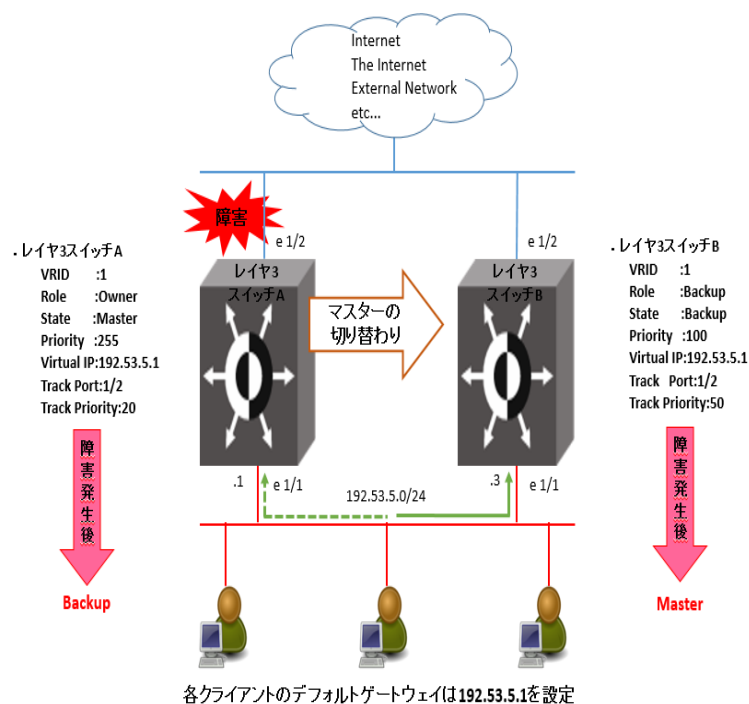 Internet
The Internet
External Network
etc...
障害
e 1/2
e 1/2
.レイヤ3スイッチA
VRID :1
Role :Owner
State :Master
Priority :255
Virtual IP:192.53.5.1
Track Port:1/2
Track Priority:20
レイヤ3
スイッチA
マスターの
切り替わり
レイヤ3
スイッチB
.レイヤ3スイッチB
VRID :1
Role :Backup
State :Backup
Priority :100
Virtual IP:192.53.5.1
Track Port:1/2
Track Priority:50
障害発生後
Backup
障害発生後
Master
.1
e 1/1
192.53.5.0/24
.3
e 1/1
各クライアントのデフォルトゲートウェイは192.53.5.1を設定